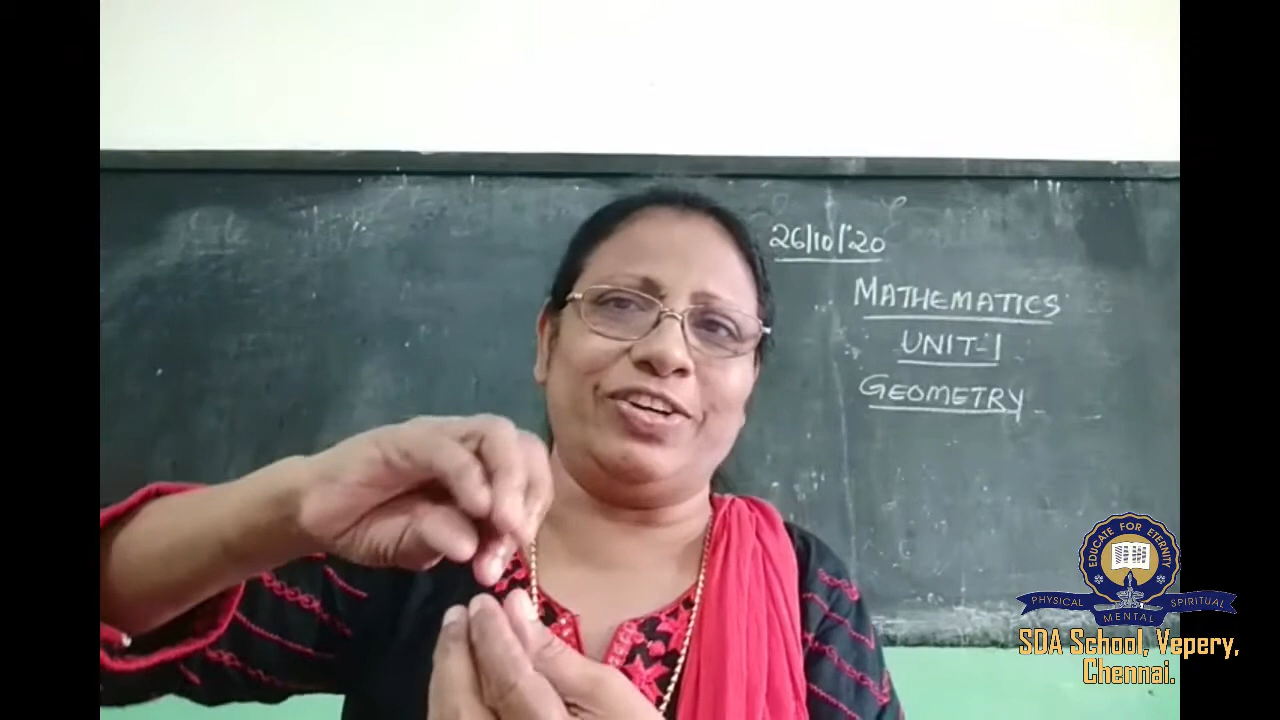 26/10/'20
MATHEMATICS
UNIT-1
GEOMETRY
EDUCATE FOR ETERNITY
PHYSICAL
MENTAL
SPIRITUAL
SDA School, Vepery,
Chennai.